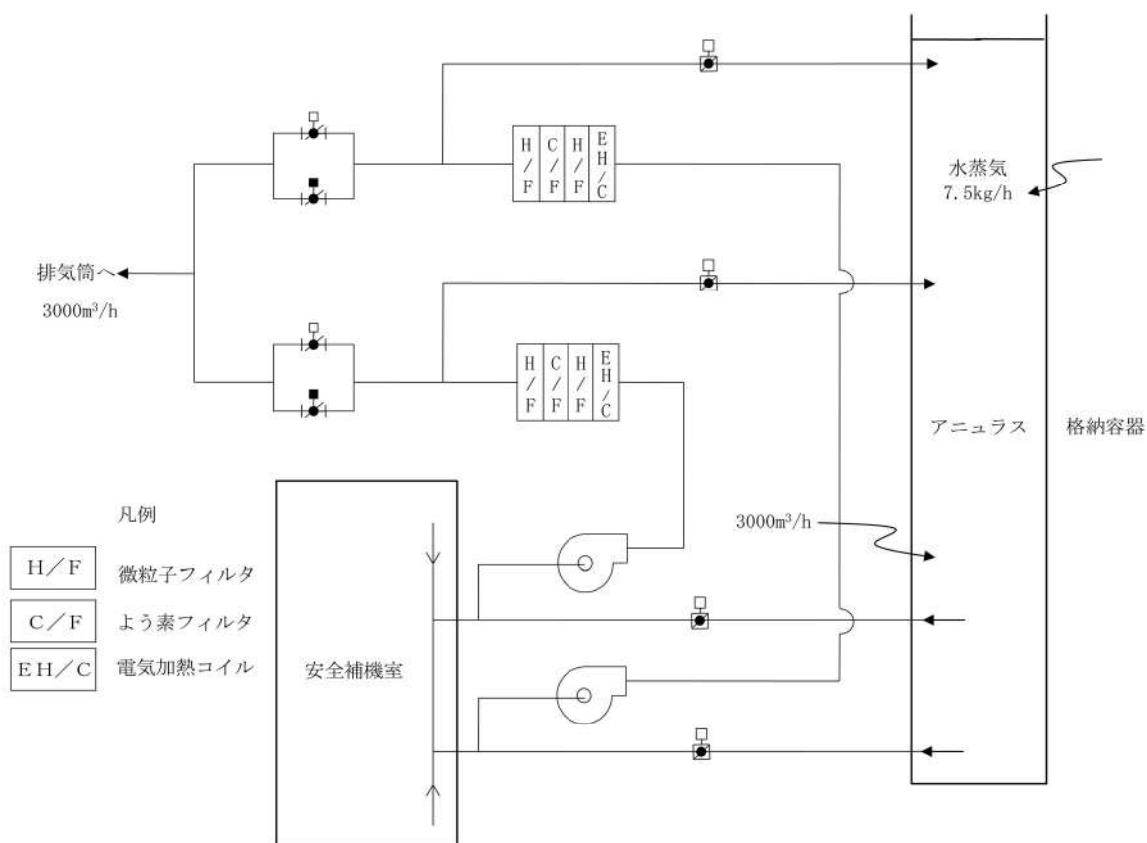 水蒸気
7.5kg/h
H/F
C/F
H/F
EH/C
排気筒へ
3000m³/h
H/F
C/F
H/F
EH/C
アニュラス
格納容器
3000m³/h
凡例
H/F
微粒子フィルタ
C/F
よう素フィルタ
EH/C
電気加熱コイル
安全補機室